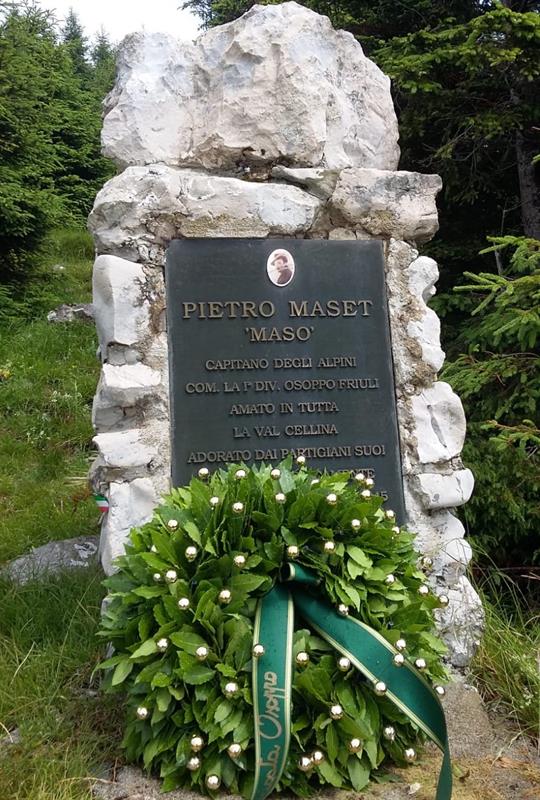 PIETRO MASET
'MASO'
CAPITANO DEGLI ALPINI
COM. LA 1ª DIV. OSOPPO FRIULI
AMATO IN TUTTA
LA VAL CELLINA
ADORATO DAI PARTIGIANI SUOI
Osoppo